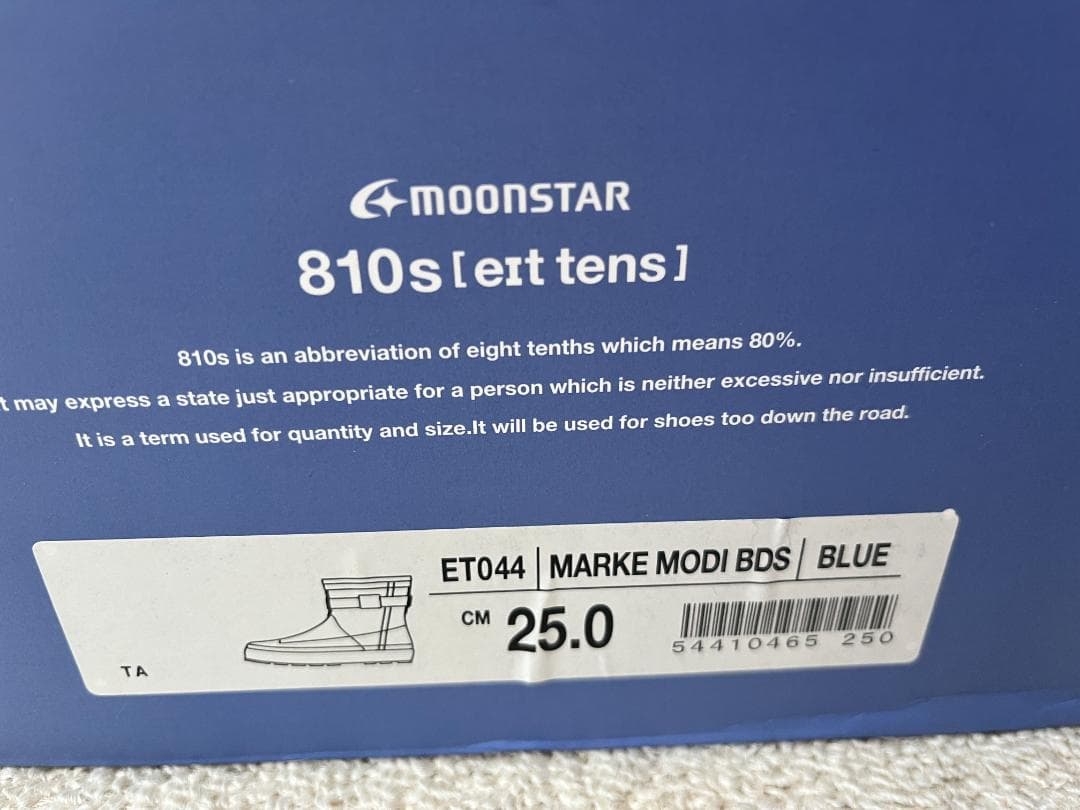 MOONSTAR
810s [eɪt tens]
810s is an abbreviation of eight tenths which means 80%.
t may express a state just appropriate for a person which is neither excessive nor insufficient.
It is a term used for quantity and size.It will be used for shoes too down the road.
ET044 | MARKE MODI BDS | BLUE
CM 25.0
54410465 250
TA